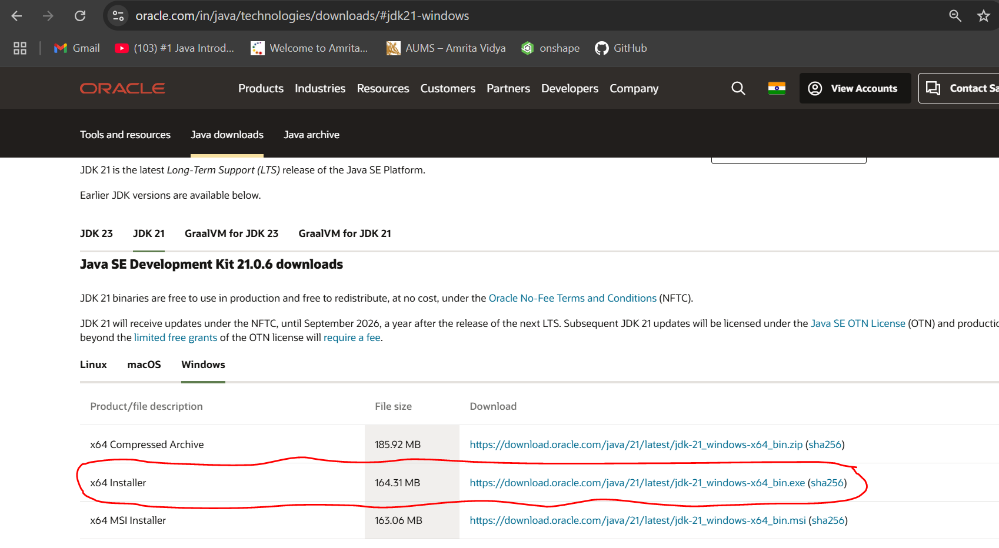 oracle.com/in/java/technologies/downloads/#jdk21-windows
Gmail (103) #1 Java Introd... Welcome to Amrita... AUMS – Amrita Vidya onshape GitHub
ORACLE Products Industries Resources Customers Partners Developers Company View Accounts Contact Sa
Tools and resources Java downloads Java archive
JDK 21 is the latest Long-Term Support (LTS) release of the Java SE Platform.
Earlier JDK versions are available below.
JDK 23 JDK 21 GraalVM for JDK 23 GraalVM for JDK 21
Java SE Development Kit 21.0.6 downloads
JDK 21 binaries are free to use in production and free to redistribute, at no cost, under the Oracle No-Fee Terms and Conditions (NFTC).
JDK 21 will receive updates under the NFTC, until September 2026, a year after the release of the next LTS. Subsequent JDK 21 updates will be licensed under the Java SE OTN License (OTN) and productio
beyond the limited free grants of the OTN license will require a fee.
Linux macOS Windows
Product/file description File size Download
x64 Compressed Archive 185.92 MB https://download.oracle.com/java/21/latest/jdk-21_windows-x64_bin.zip (sha256)
x64 Installer 164.31 MB https://download.oracle.com/java/21/latest/jdk-21_windows-x64_bin.exe (sha256)
x64 MSI Installer 163.06 MB https://download.oracle.com/java/21/latest/jdk-21_windows-x64_bin.msi (sha256)